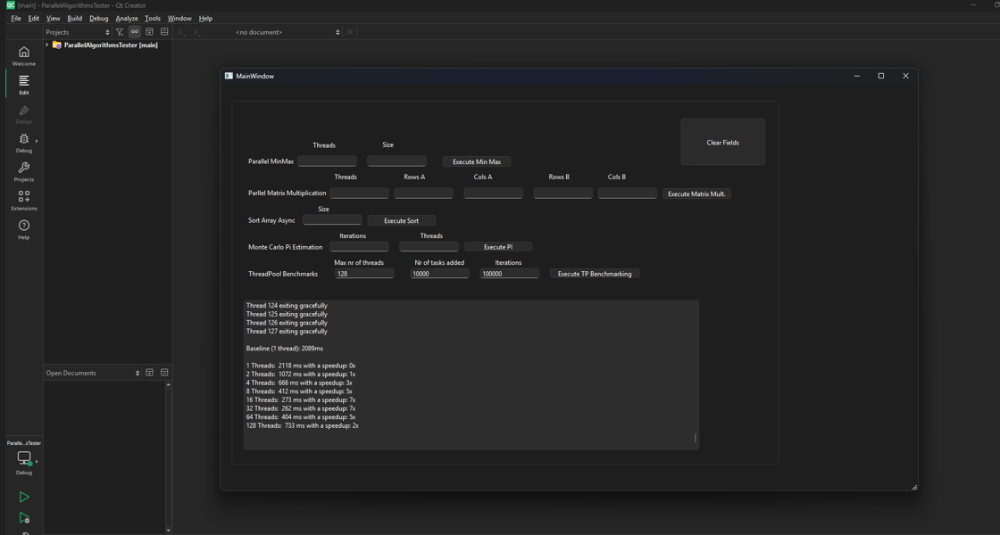 [main] - ParallelAlgorithmsTester - Qt Creator
File Edit View Build Debug Analyze Tools Window Help
Projects
<no document>
ParallelAlgorithmsTester [main]
Welcome
Edit
Design
Debug
Projects
Extensions
Help
Open Documents
Paralle...sTester
Debug
MainWindow
Clear Fields
Threads Size
Parallel MinMax Execute Min Max
Threads Rows A Cols A Rows B Cols B
Parllel Matrix Multiplication Execute Matrix Mult.
Size
Sort Array Async Execute Sort
Iterations Threads
Monte Carlo Pi Estimation Execute PI
Max nr of threads Nr of tasks added Iterations
ThreadPool Benchmarks 128 10000 100000 Execute TP Benchmarking
Thread 124 exiting gracefully
Thread 125 exiting gracefully
Thread 126 exiting gracefully
Thread 127 exiting gracefully
Baseline (1 thread): 2089ms
1 Threads: 2118 ms with a speedup: 0x
2 Threads: 1072 ms with a speedup: 1x
4 Threads: 666 ms with a speedup: 3x
8 Threads: 412 ms with a speedup: 5x
16 Threads: 273 ms with a speedup: 7x
32 Threads: 262 ms with a speedup: 7x
64 Threads: 404 ms with a speedup: 5x
128 Threads: 733 ms with a speedup: 2x